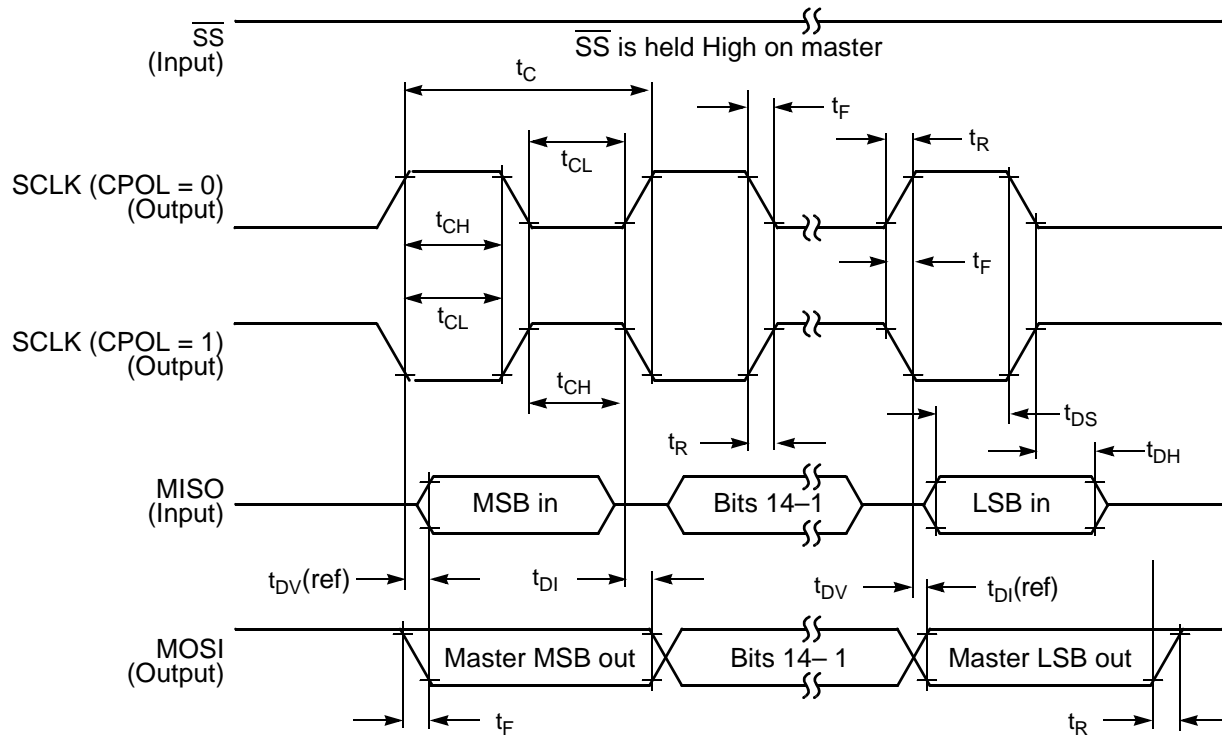 SS
(Input)
SS is held High on master
tC
tF
tR
tCL
SCLK (CPOL = 0)
(Output)
tCH
tF
tCL
SCLK (CPOL = 1)
(Output)
tCH
tDS
tR
tDH
MISO
(Input)
MSB in
Bits 14–1
LSB in
tDV(ref)
tDI
tDV
tDI(ref)
MOSI
(Output)
Master MSB out
Bits 14– 1
Master LSB out
tF
tR